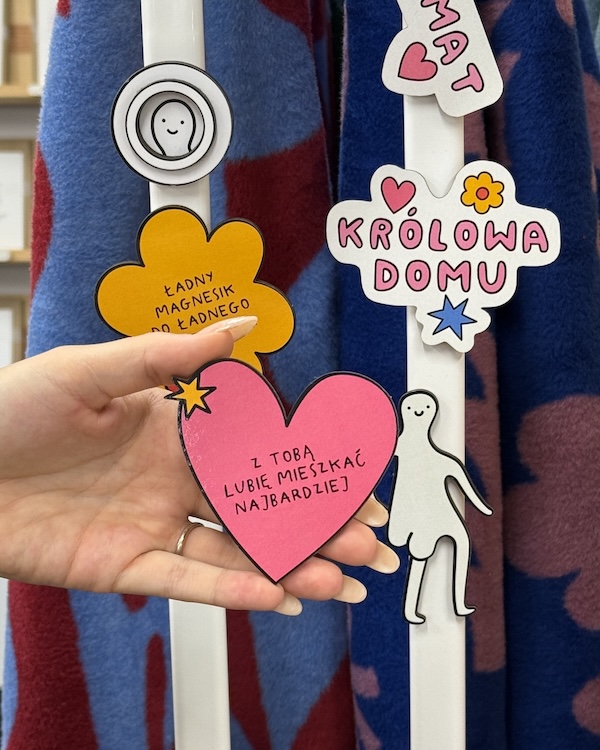 MAT
KRÓLOWA
DOMU
ŁADNY
MAGNESIK
DO ŁADNEGO
Z TOBĄ
LUBIĘ MIESZKAĆ
NAJBARDZIEJ